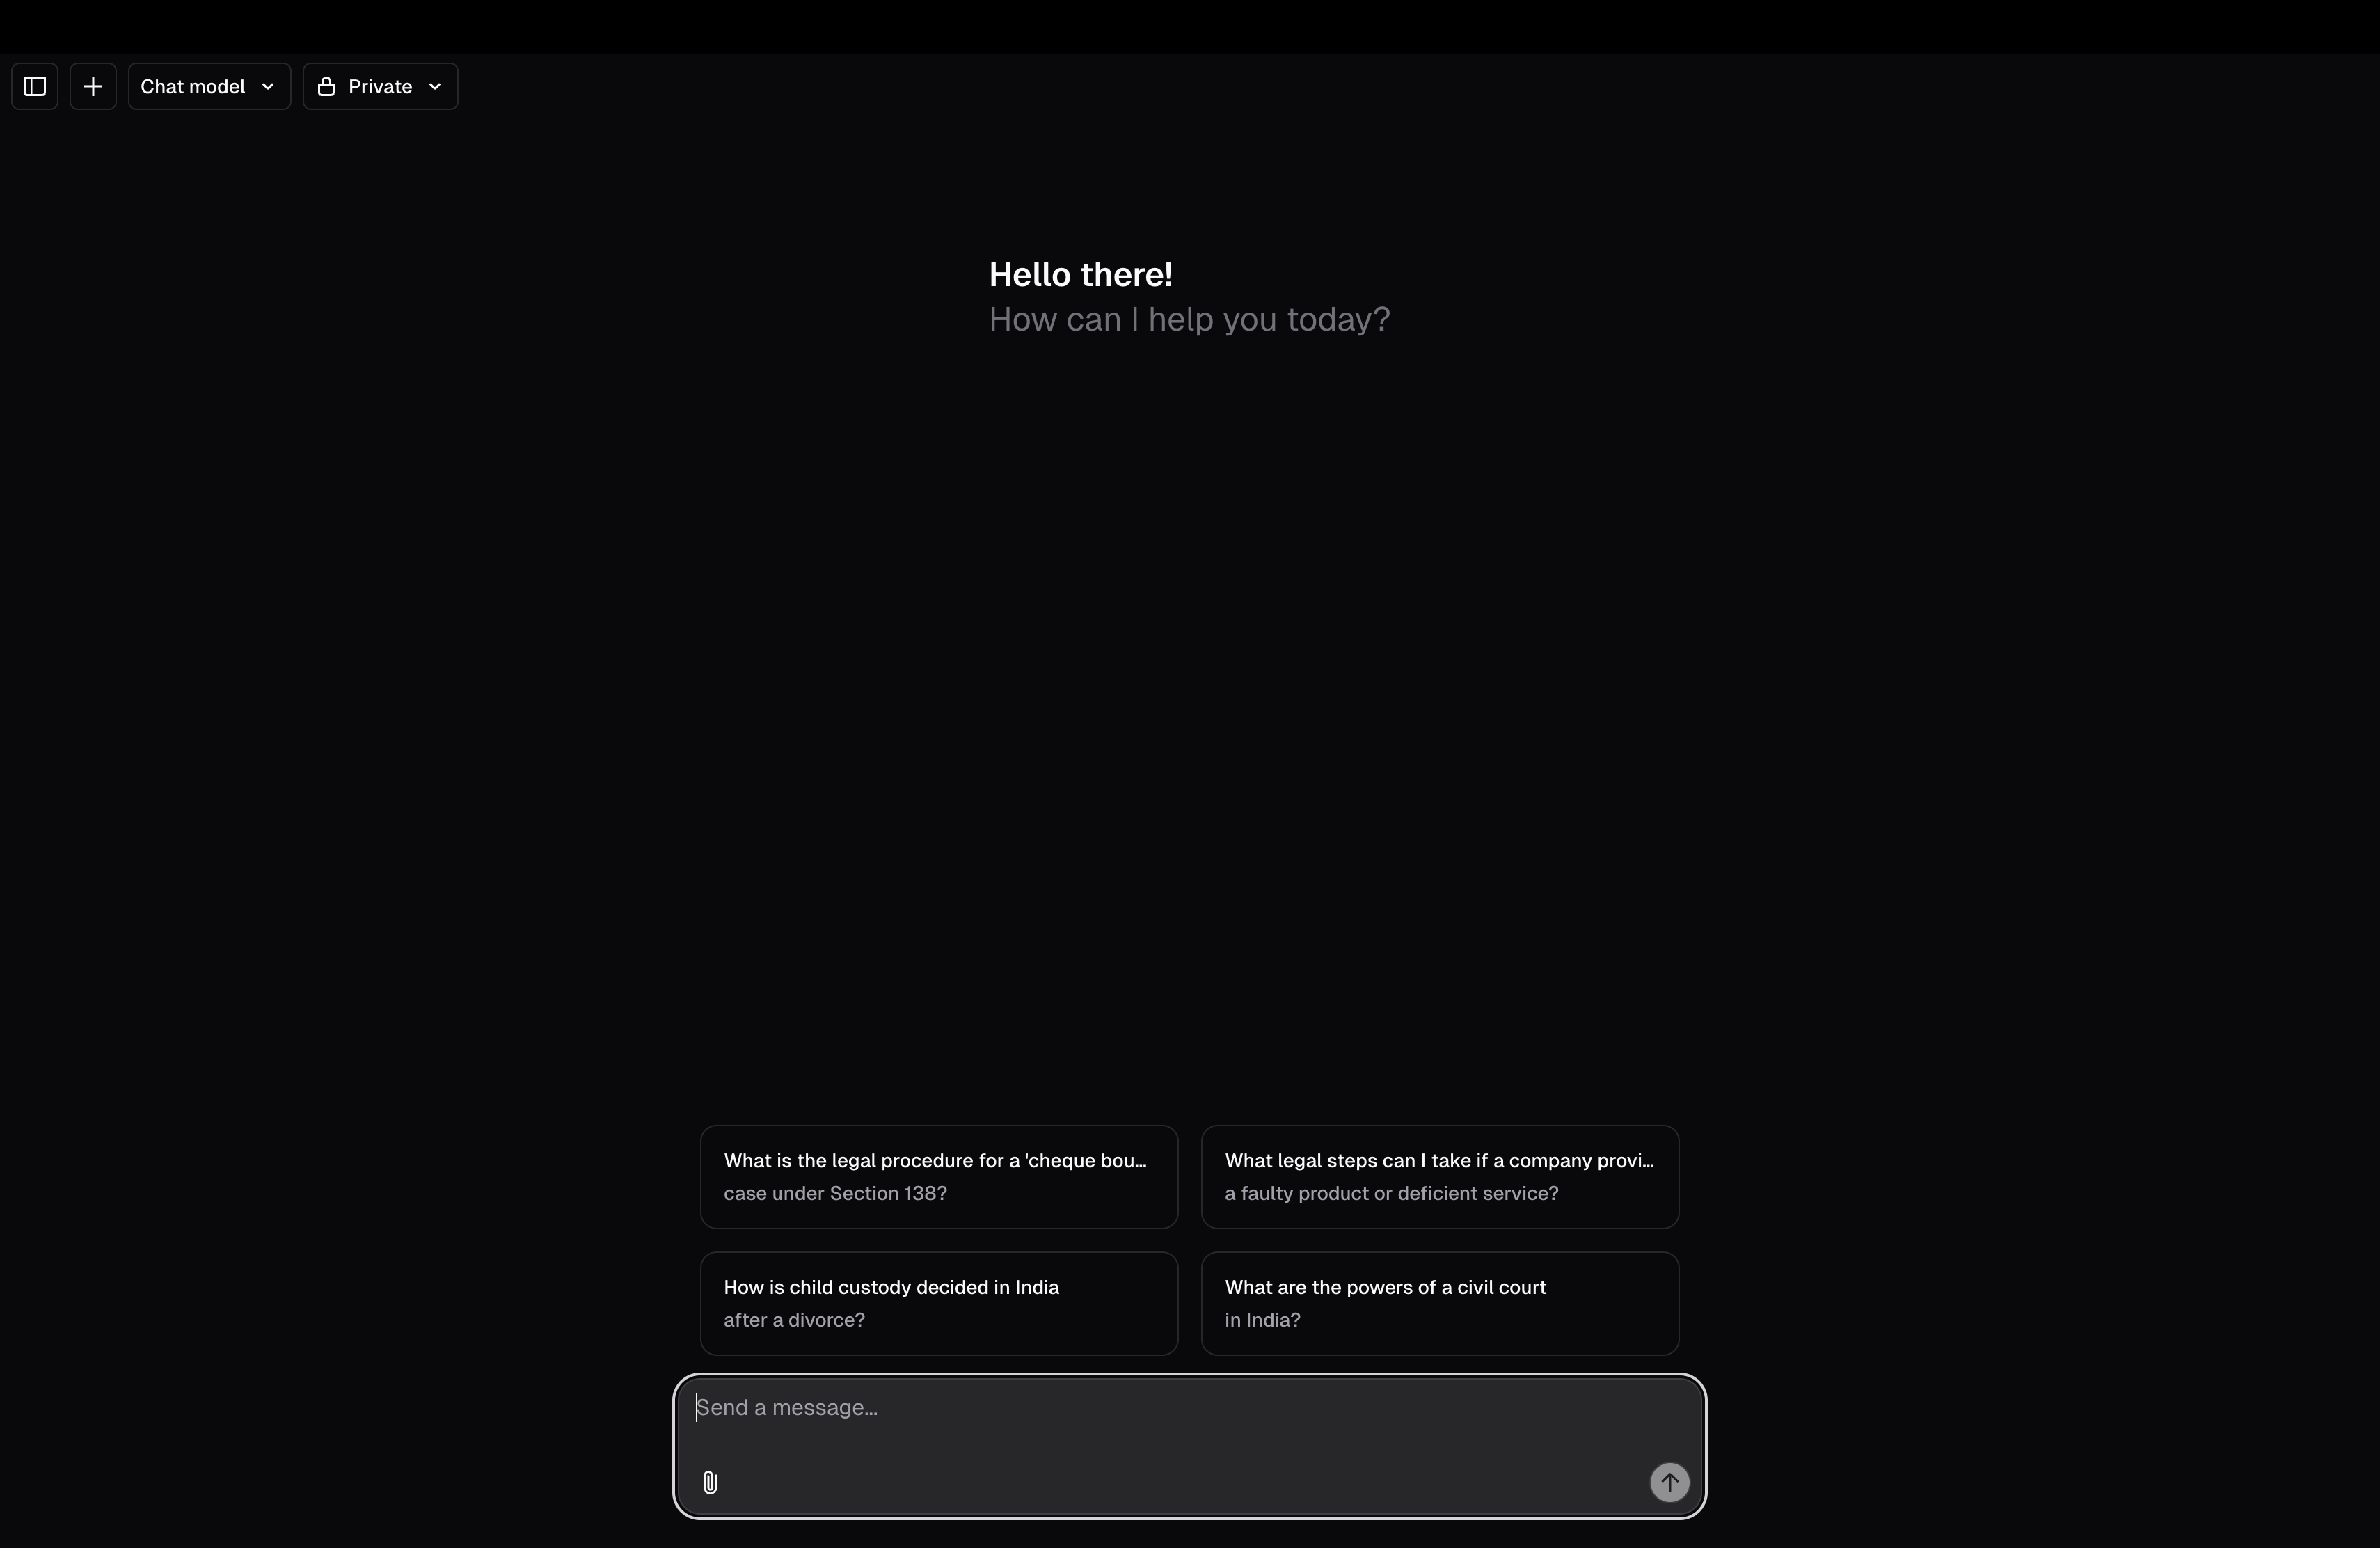 Chat model
Private
Hello there!
How can I help you today?
What is the legal procedure for a 'cheque bou...
case under Section 138?
What legal steps can I take if a company provi...
a faulty product or deficient service?
How is child custody decided in India
after a divorce?
What are the powers of a civil court
in India?
Send a message...